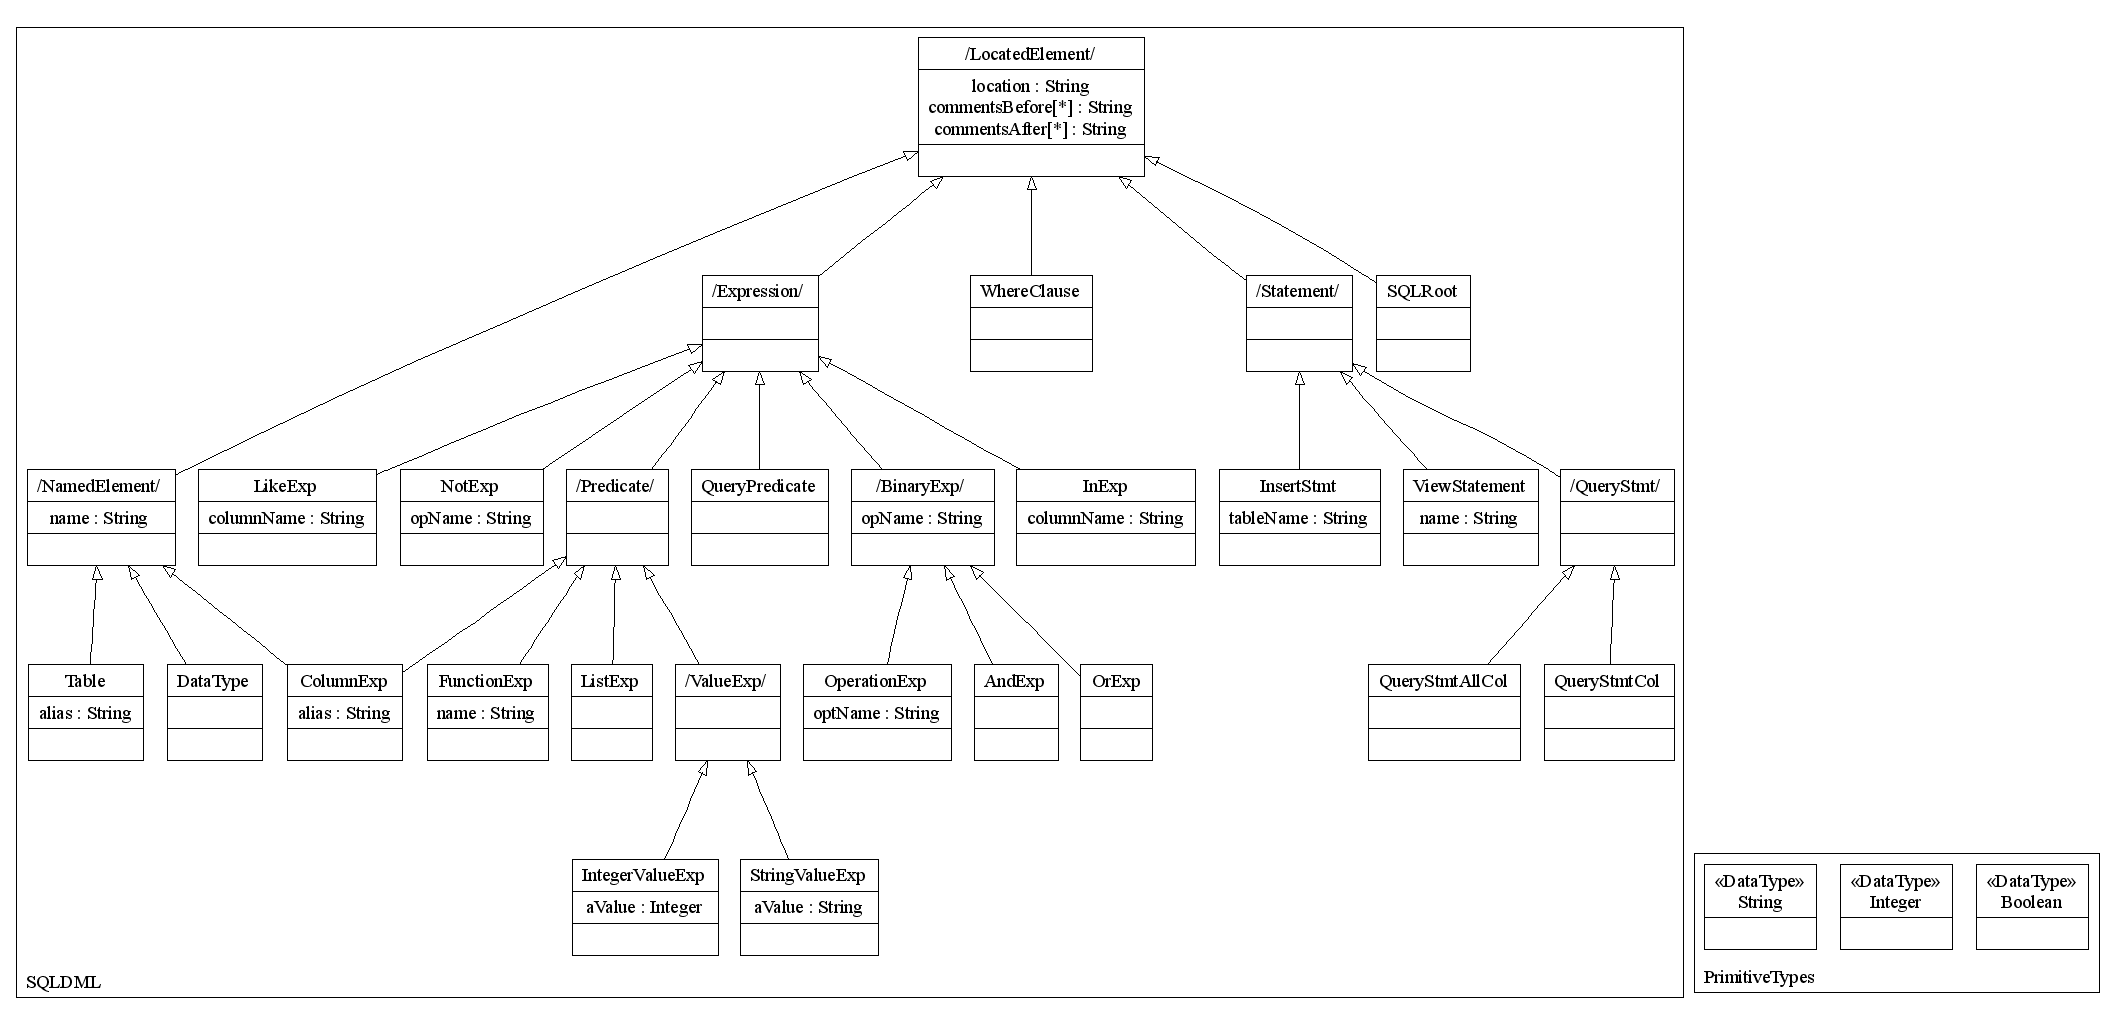 /LocatedElement/
location : String
commentsBefore[*] : String
commentsAfter[*] : String
/Expression/
WhereClause
/Statement/
SQLRoot
/NamedElement/
name : String
LikeExp
columnName : String
NotExp
opName : String
/Predicate/
QueryPredicate
/BinaryExp/
opName : String
InExp
columnName : String
InsertStmt
tableName : String
ViewStatement
name : String
/QueryStmt/
Table
alias : String
DataType
ColumnExp
alias : String
FunctionExp
name : String
ListExp
/ValueExp/
OperationExp
optName : String
AndExp
OrExp
QueryStmtAllCol
QueryStmtCol
IntegerValueExp
aValue : Integer
StringValueExp
aValue : String
SQLDML
«DataType»
String
«DataType»
Integer
«DataType»
Boolean
PrimitiveTypes